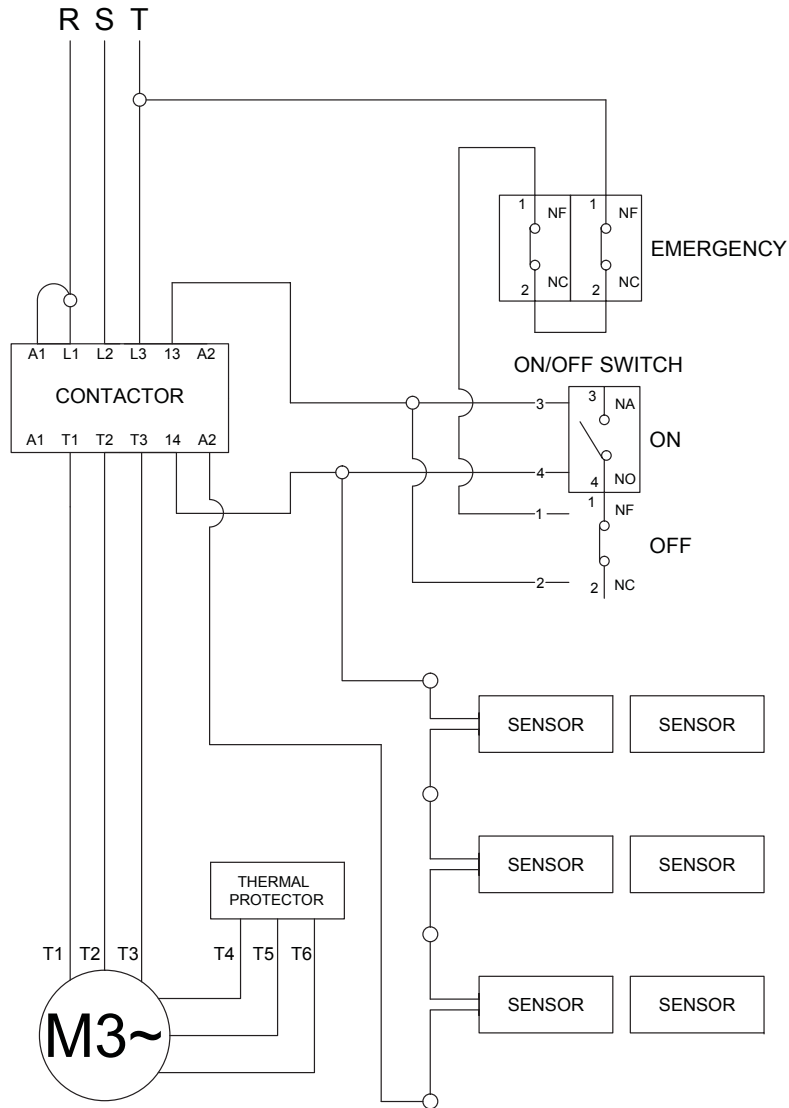 R S T
1 NF 1 NF
EMERGENCY
2 NC 2 NC
A1 L1 L2 L3 13 A2
ON/OFF SWITCH
CONTACTOR
3 3 NA
ON
A1 T1 T2 T3 14 A2
4 4 NO
1 1 NF
OFF
2 2 NC
SENSOR SENSOR
SENSOR SENSOR
THERMAL
PROTECTOR
T1 T2 T3 T4 T5 T6
SENSOR SENSOR
M3~